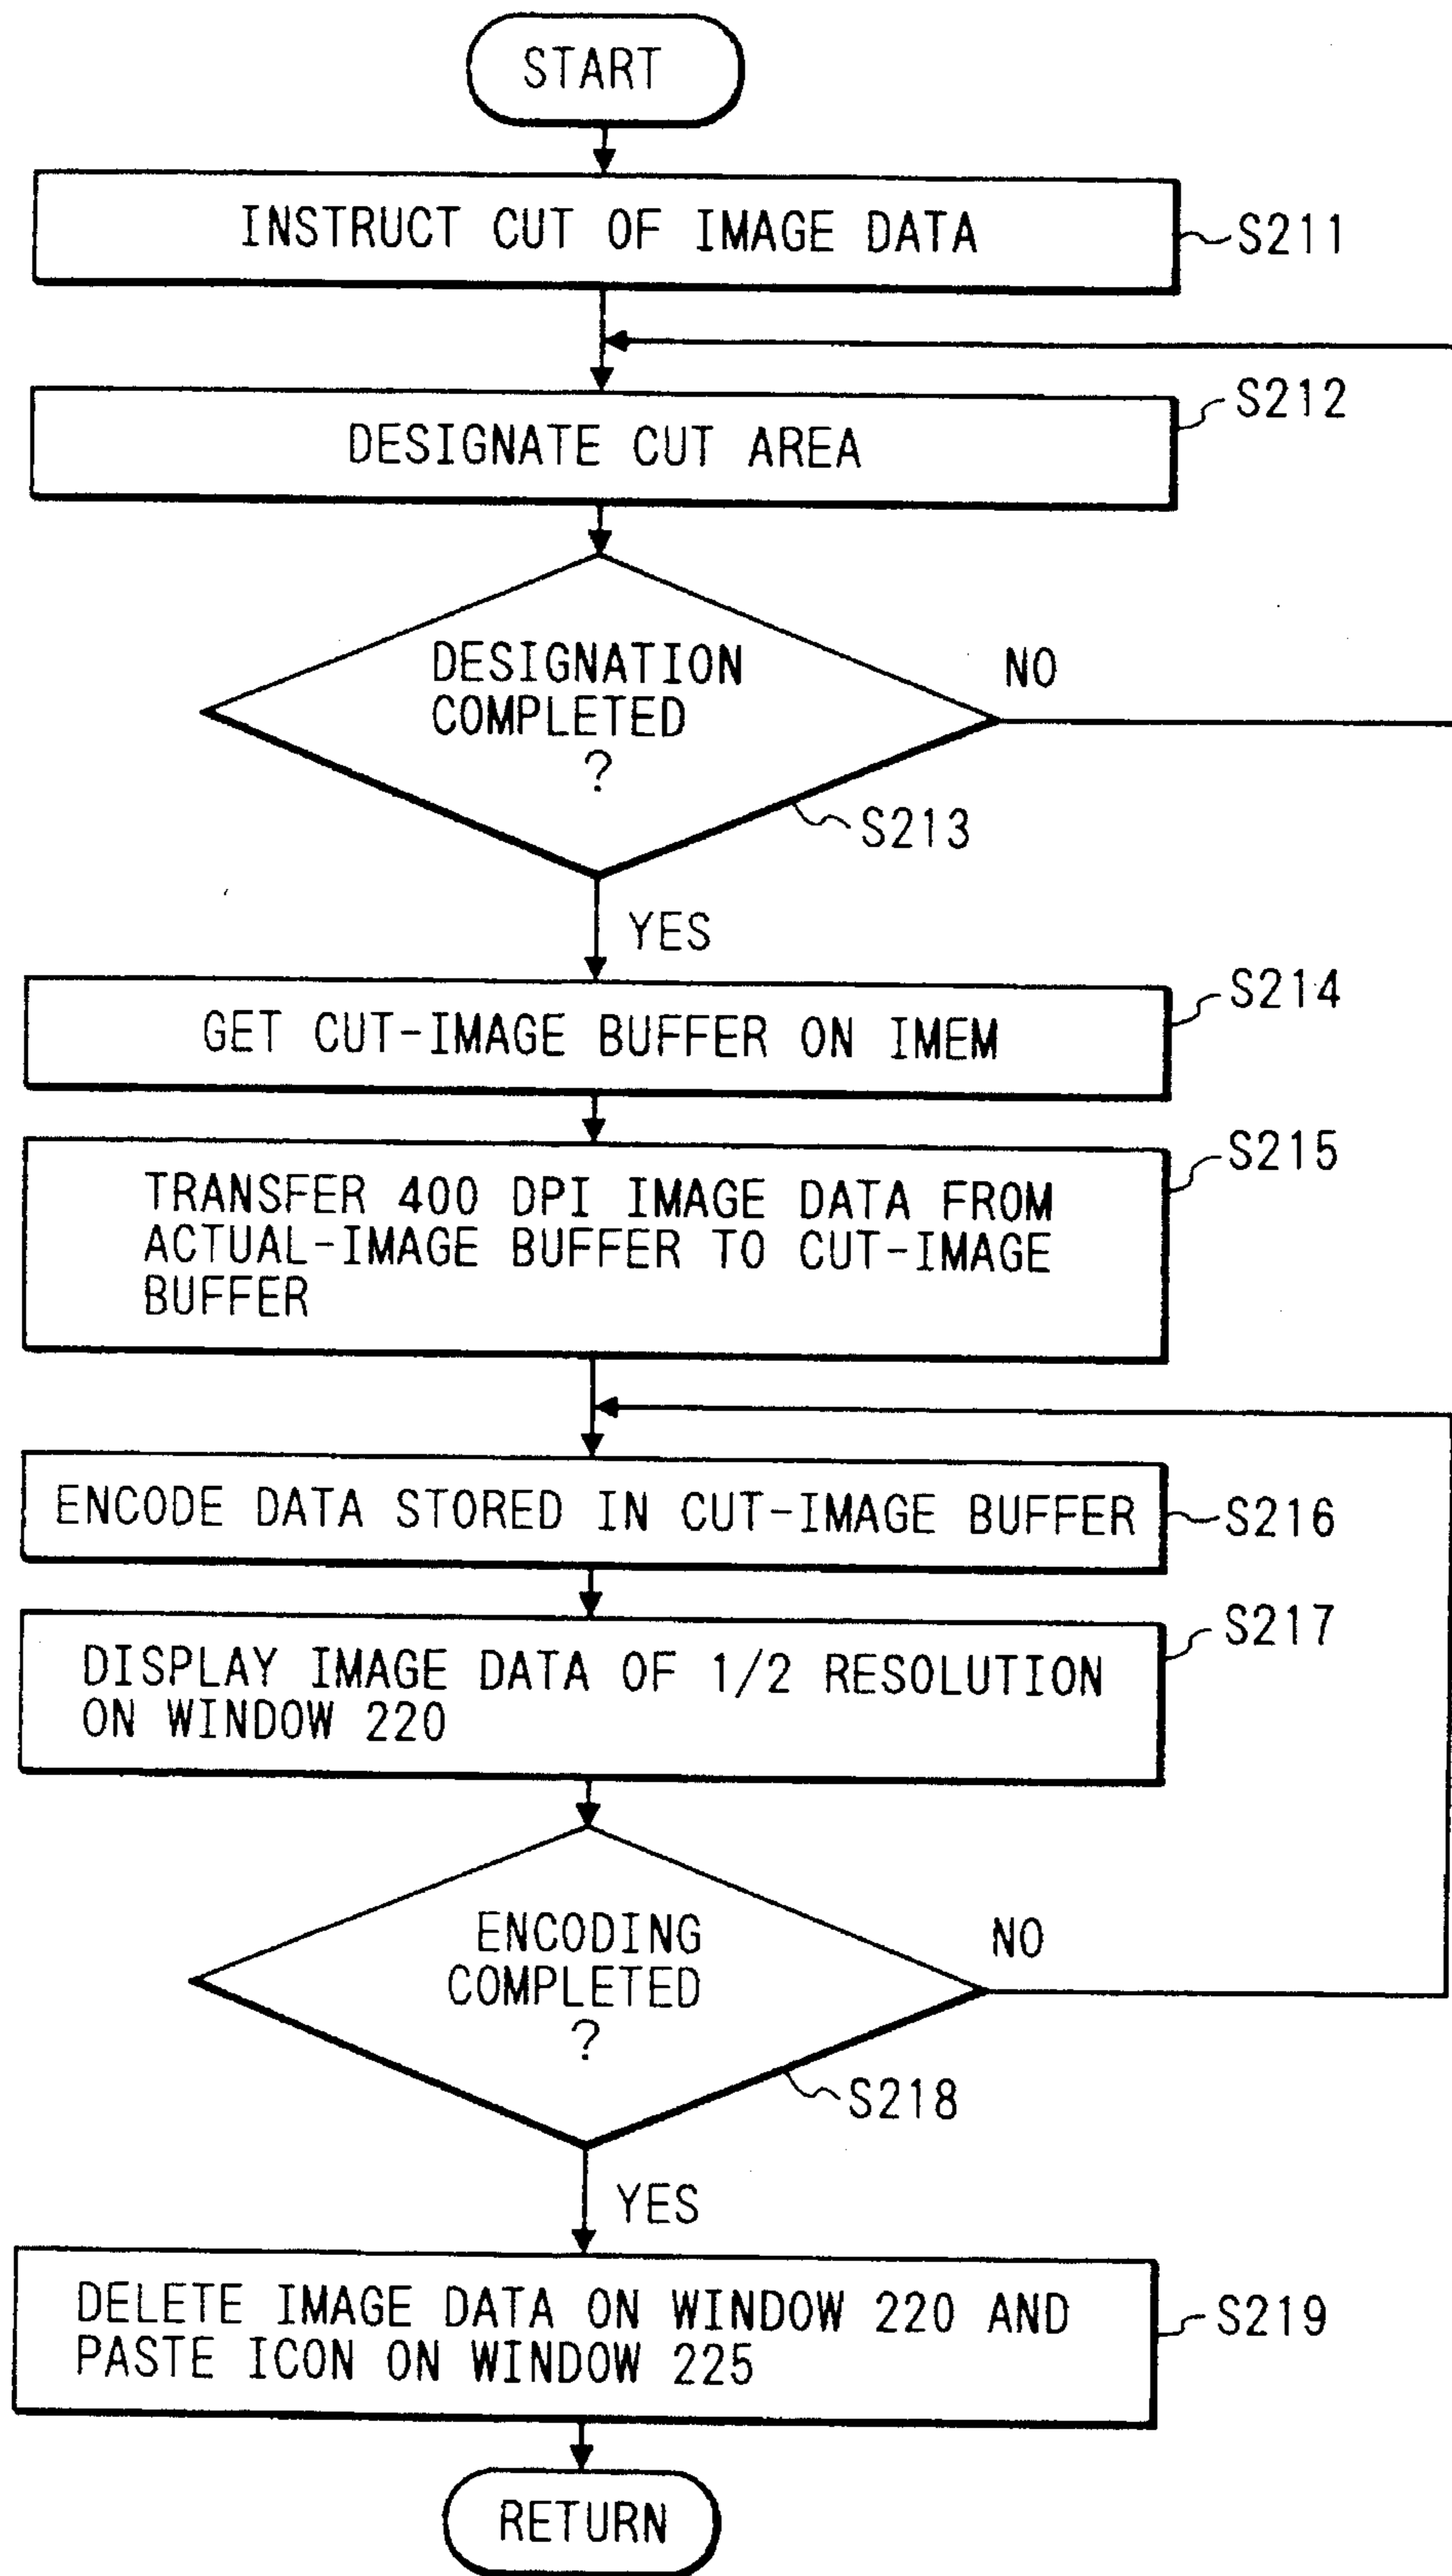 START
INSTRUCT CUT OF IMAGE DATA
S211
S212
DESIGNATE CUT AREA
DESIGNATION
COMPLETED
?
NO
S213
YES
S214
GET CUT-IMAGE BUFFER ON IMEM
S215
TRANSFER 400 DPI IMAGE DATA FROM
ACTUAL-IMAGE BUFFER TO CUT-IMAGE
BUFFER
ENCODE DATA STORED IN CUT-IMAGE BUFFER
S216
S217
DISPLAY IMAGE DATA OF 1/2 RESOLUTION
ON WINDOW 220
ENCODING
COMPLETED
?
NO
S218
YES
DELETE IMAGE DATA ON WINDOW 220 AND
PASTE ICON ON WINDOW 225
S219
RETURN